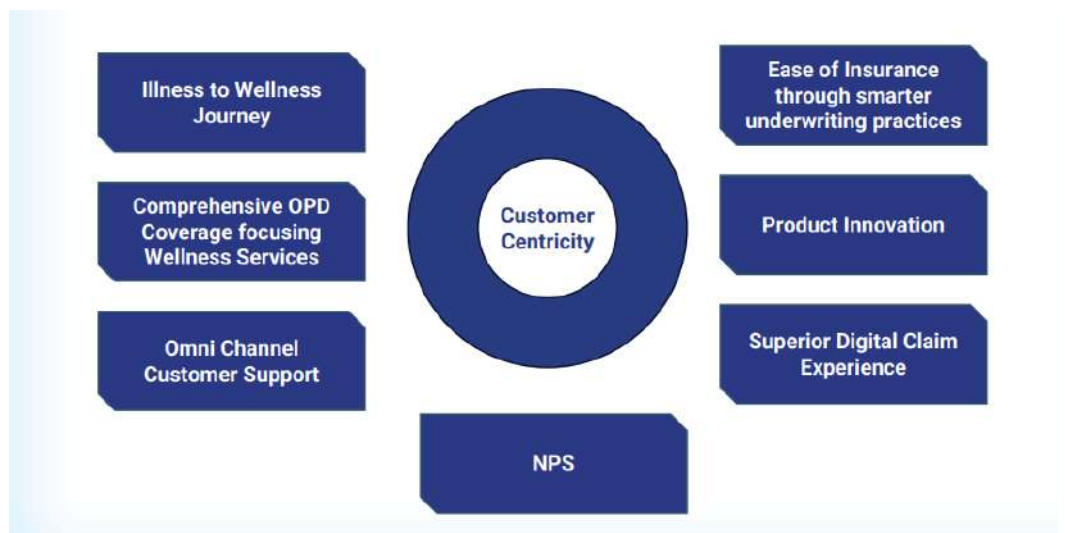 Illness to Wellness
Journey
Comprehensive OPD
Coverage focusing
Wellness Services
Omni Channel
Customer Support
Customer
Centricity
Ease of Insurance
through smarter
underwriting practices
Product Innovation
Superior Digital Claim
Experience
NPS